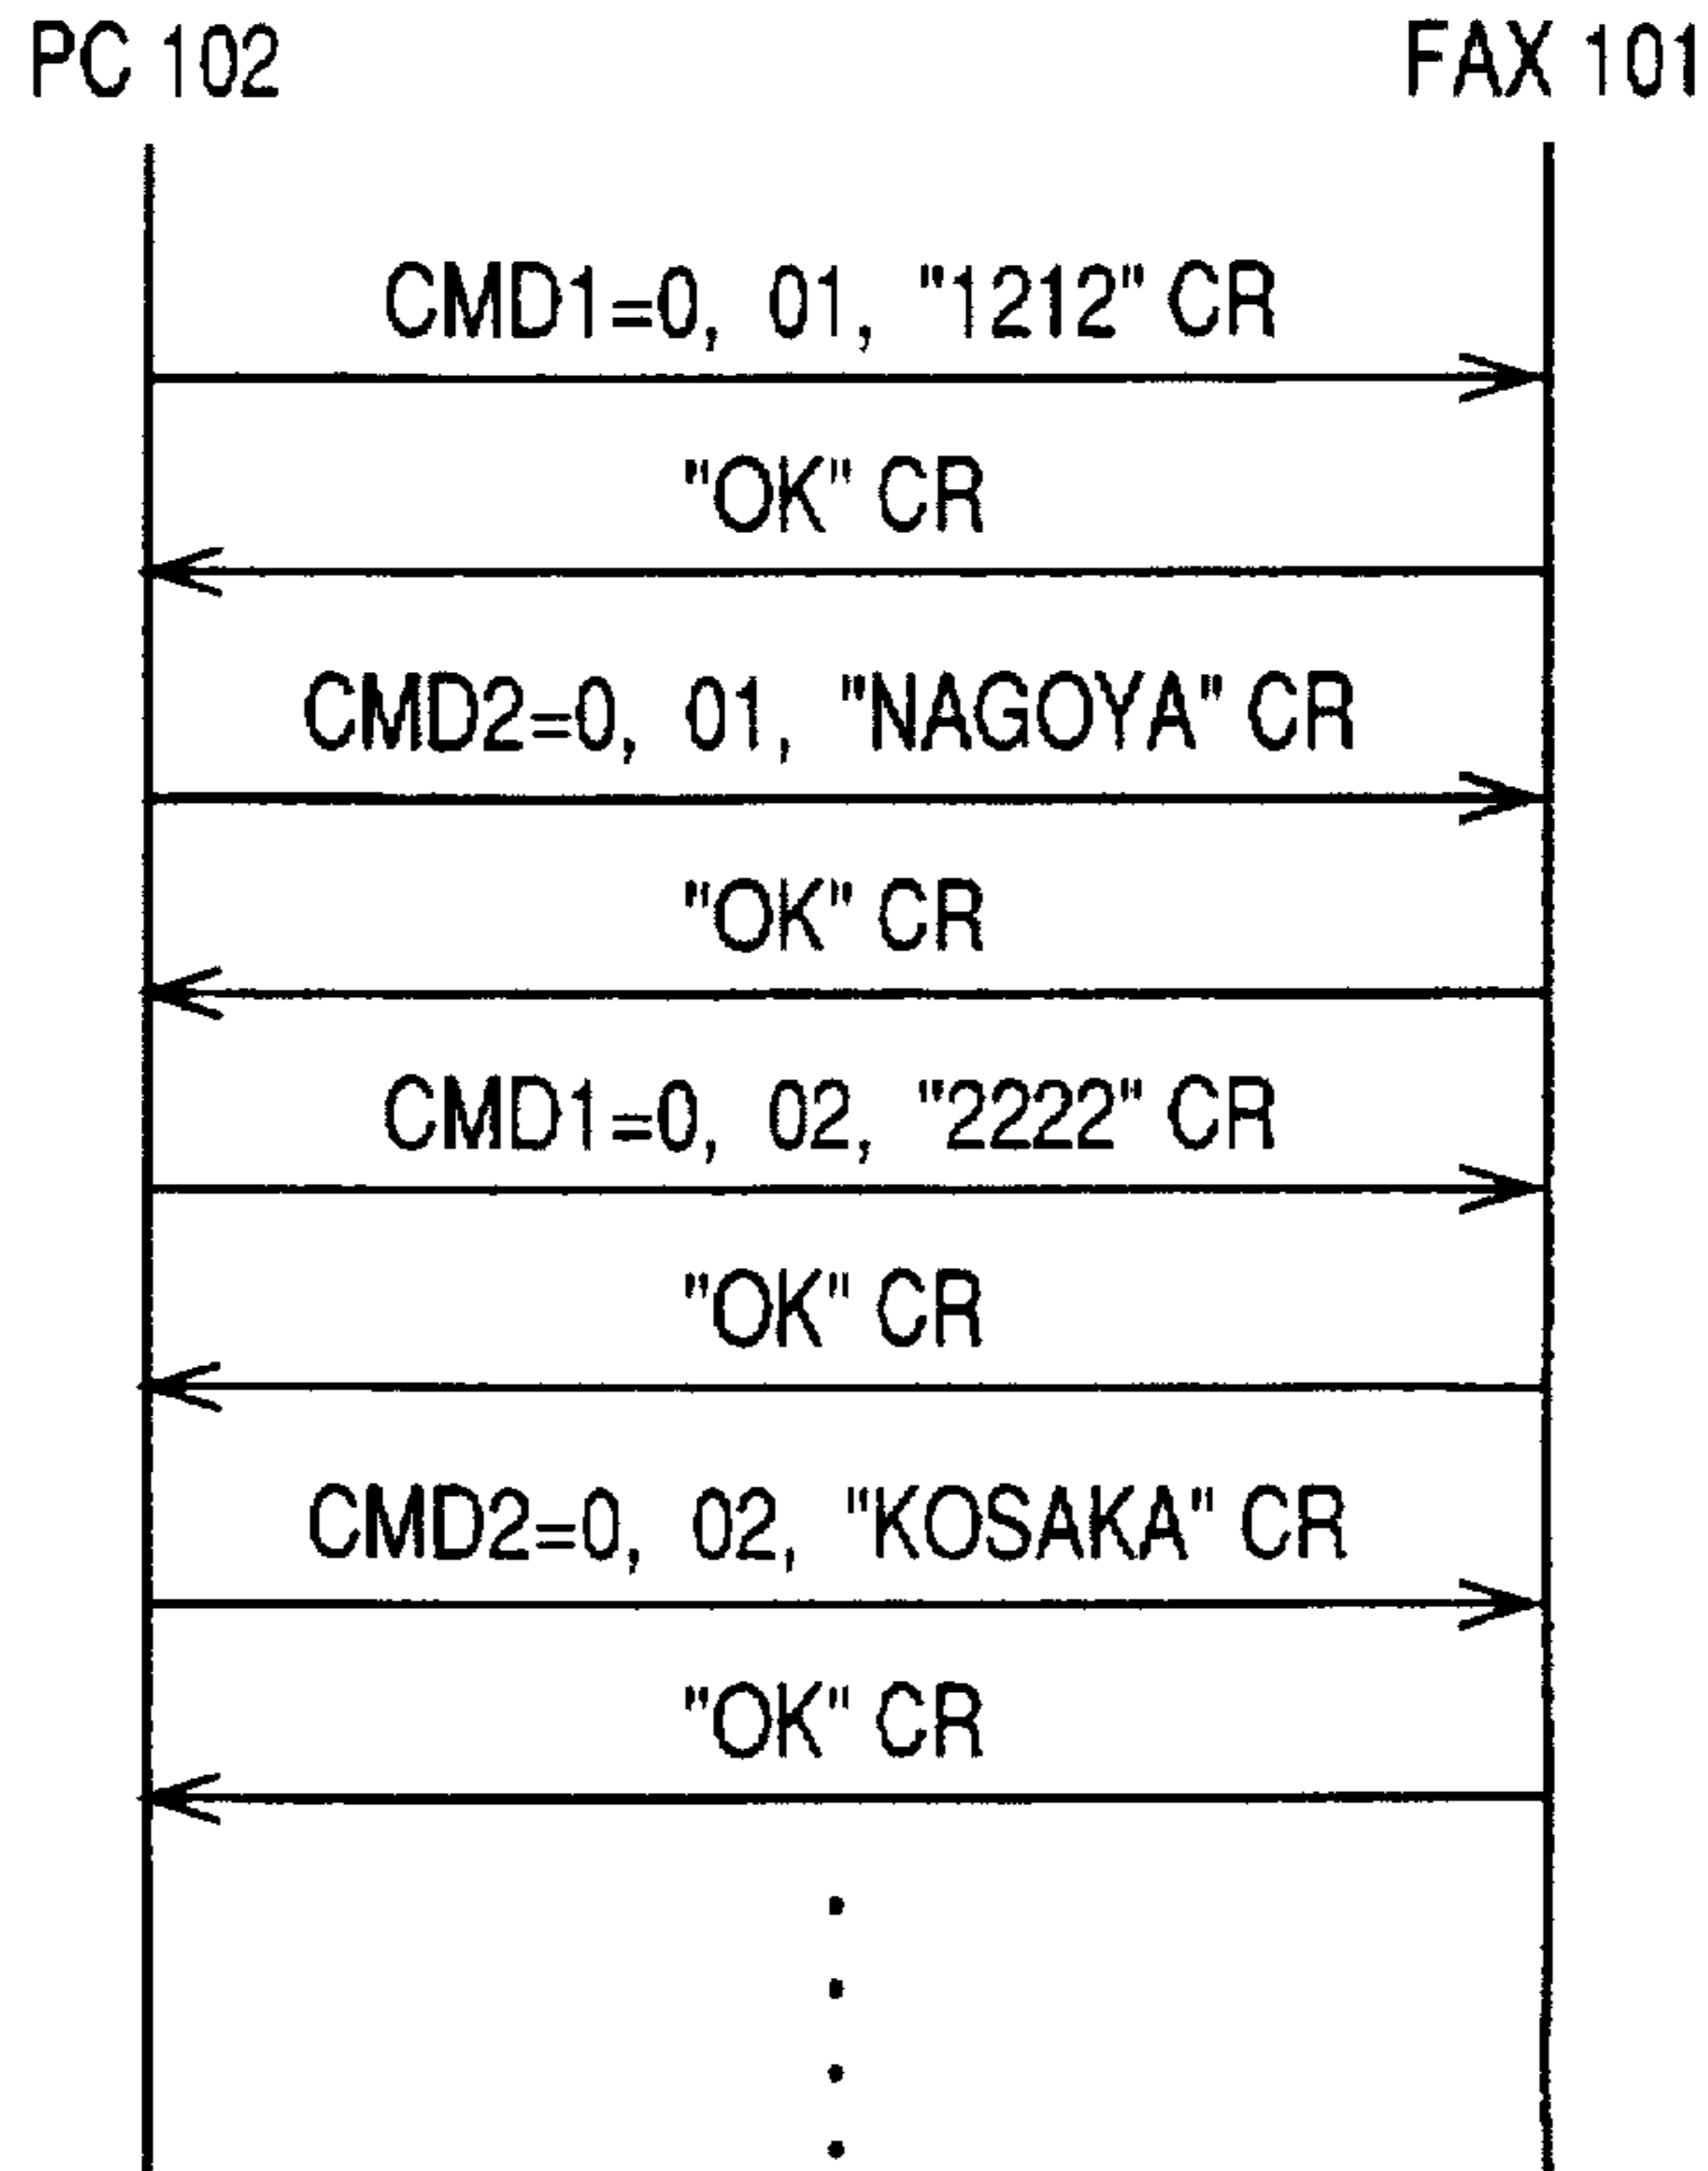 PC 102 FAX 101
CMD1=0, 01, "1212" CR
"OK" CR
CMD2=0, 01, "NAGOYA" CR
"OK" CR
CMD1=0, 02, "2222" CR
"OK" CR
CMD2=0, 02, "KOSAKA" CR
"OK" CR